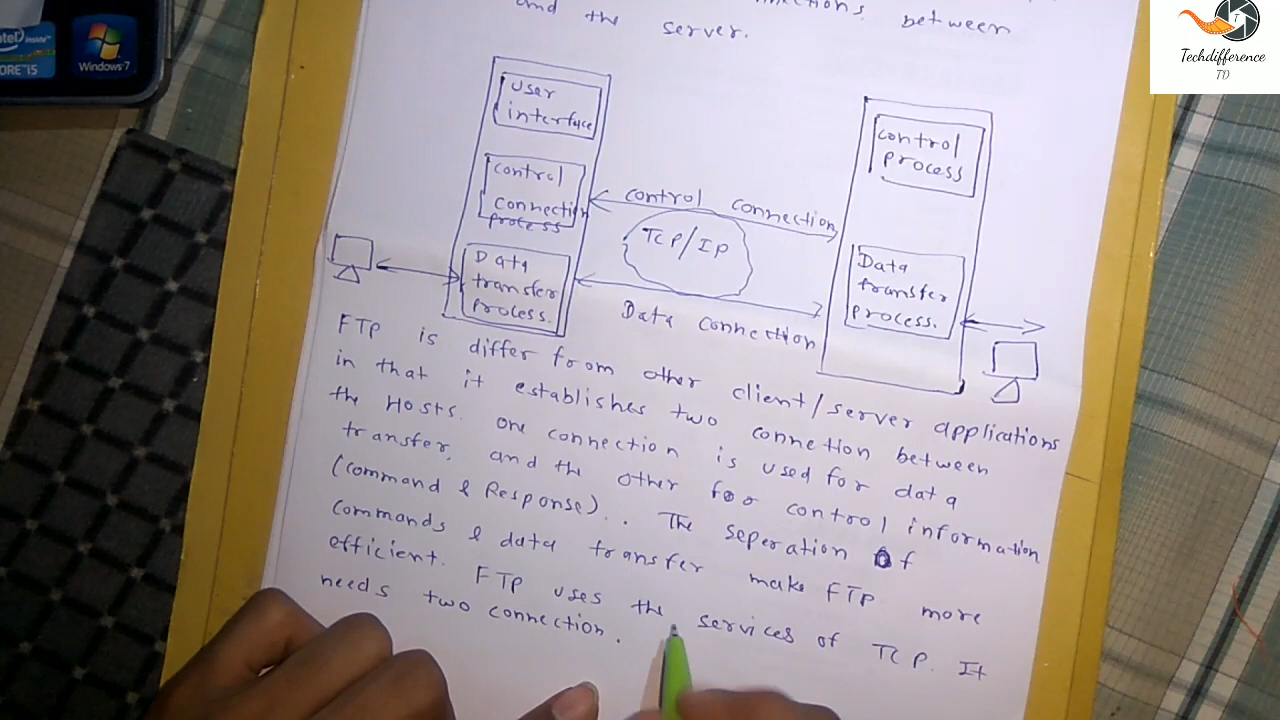 between
and the server.
User
interface
control
connection
process
Data
transfer
process.
control connection
TCP/IP
Data connection
control
process
Data
transfer
process.
FTP is differ from other client/server applications
in that it establishes two connetion between
the Hosts. one connection is used for data
transfer, and the other for control information
(command & Response).. The seperation of
commands & data transfer make FTP more
efficient. FTP uses the services of TCP. It
needs two connection.
Windows 7
Techdifference
TD